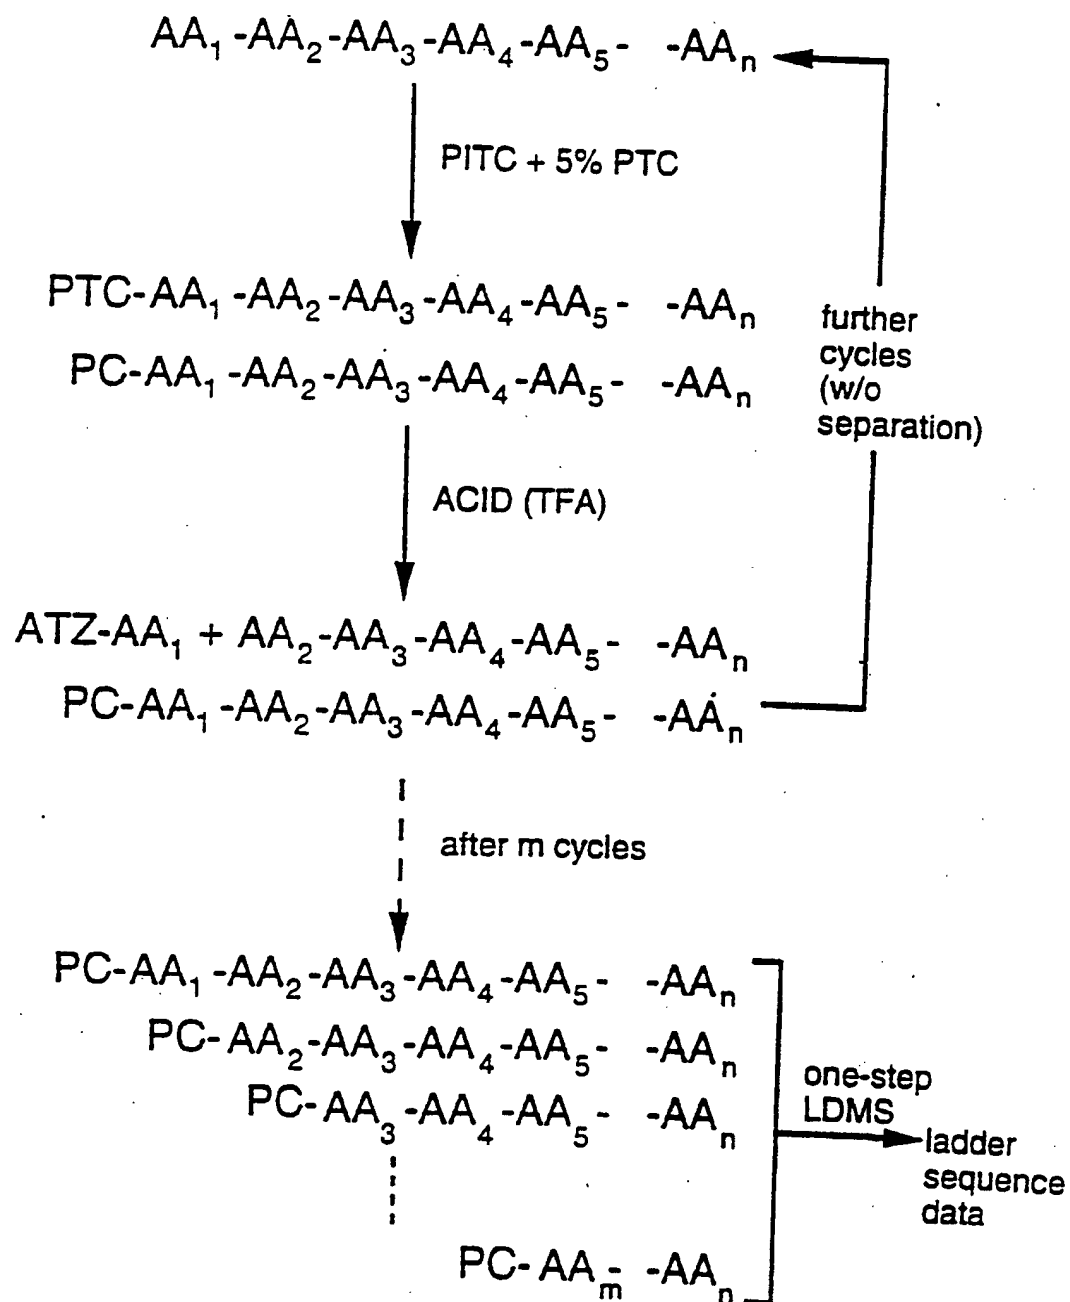 AA₁ -AA₂-AA₃-AA₄-AA₅- -AAₙ
PITC + 5% PTC
PTC-AA₁ -AA₂-AA₃-AA₄-AA₅- -AAₙ
PC-AA₁ -AA₂-AA₃-AA₄-AA₅- -AAₙ
further
cycles
(w/o
separation)
ACID (TFA)
ATZ-AA₁ + AA₂-AA₃-AA₄-AA₅- -AAₙ
PC-AA₁ -AA₂-AA₃-AA₄-AA₅- -AAₙ
after m cycles
PC-AA₁ -AA₂-AA₃-AA₄-AA₅- -AAₙ
PC- AA₂-AA₃-AA₄-AA₅- -AAₙ
PC- AA₃-AA₄-AA₅- -AAₙ
PC- AAₘ- -AAₙ
one-step
LDMS
ladder
sequence
data